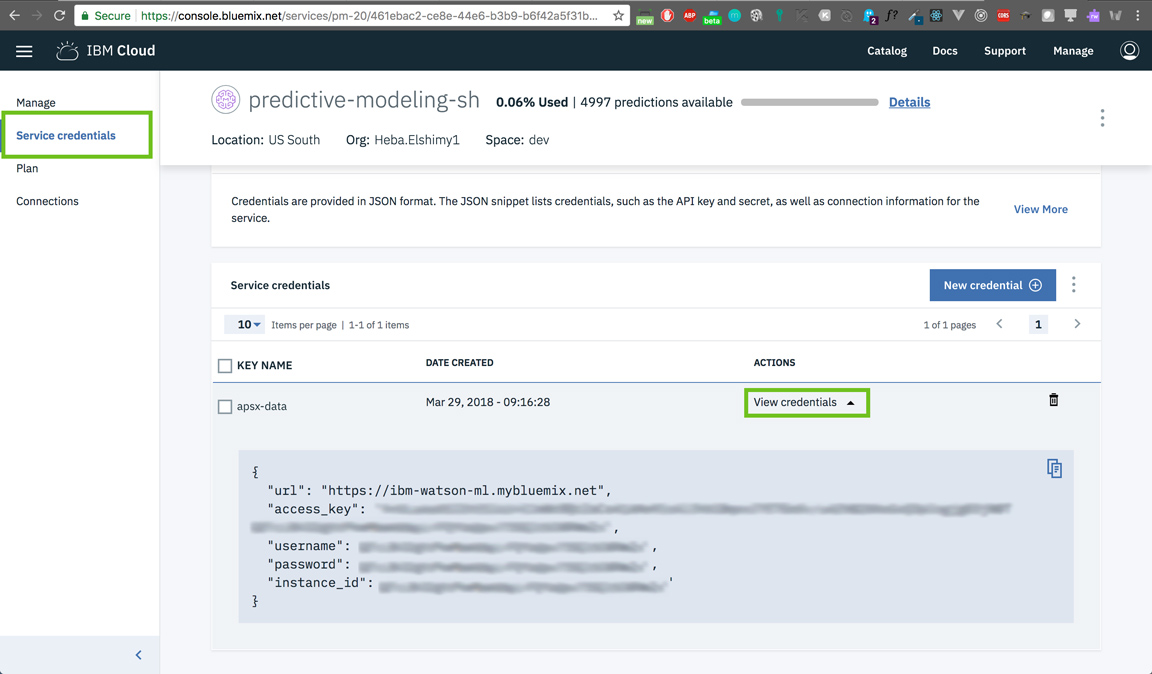 Secure https://console.bluemix.net/services/pm-20/461ebac2-ce8e-44e6-b3b9-b6f42a5f31b...
new
ABP
beta
2
f?
CORS
IBM Cloud
Catalog Docs Support Manage
Manage
Service credentials
Plan
Connections
predictive-modeling-sh 0.06% Used | 4997 predictions available Details
Location: US South Org: Heba.Elshimy1 Space: dev
Credentials are provided in JSON format. The JSON snippet lists credentials, such as the API key and secret, as well as connection information for the
service.
View More
Service credentials
New credential
10 Items per page | 1-1 of 1 items
1 of 1 pages 1
KEY NAME DATE CREATED ACTIONS
apsx-data Mar 29, 2018 - 09:16:28 View credentials
{
"url": "https://ibm-watson-ml.mybluemix.net",
"access_key":
,
"username": ,
"password": ,
"instance_id": '
}